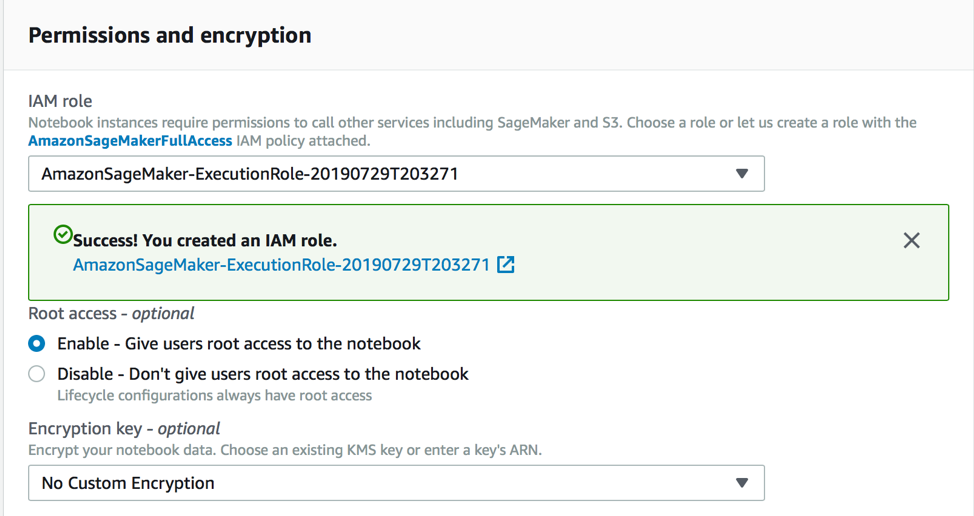 Permissions and encryption
IAM role
Notebook instances require permissions to call other services including SageMaker and S3. Choose a role or let us create a role with the
AmazonSageMakerFullAccess IAM policy attached.
AmazonSageMaker-ExecutionRole-20190729T203271
Success! You created an IAM role.
AmazonSageMaker-ExecutionRole-20190729T203271
Root access - optional
Enable - Give users root access to the notebook
Disable - Don't give users root access to the notebook
Lifecycle configurations always have root access
Encryption key - optional
Encrypt your notebook data. Choose an existing KMS key or enter a key's ARN.
No Custom Encryption